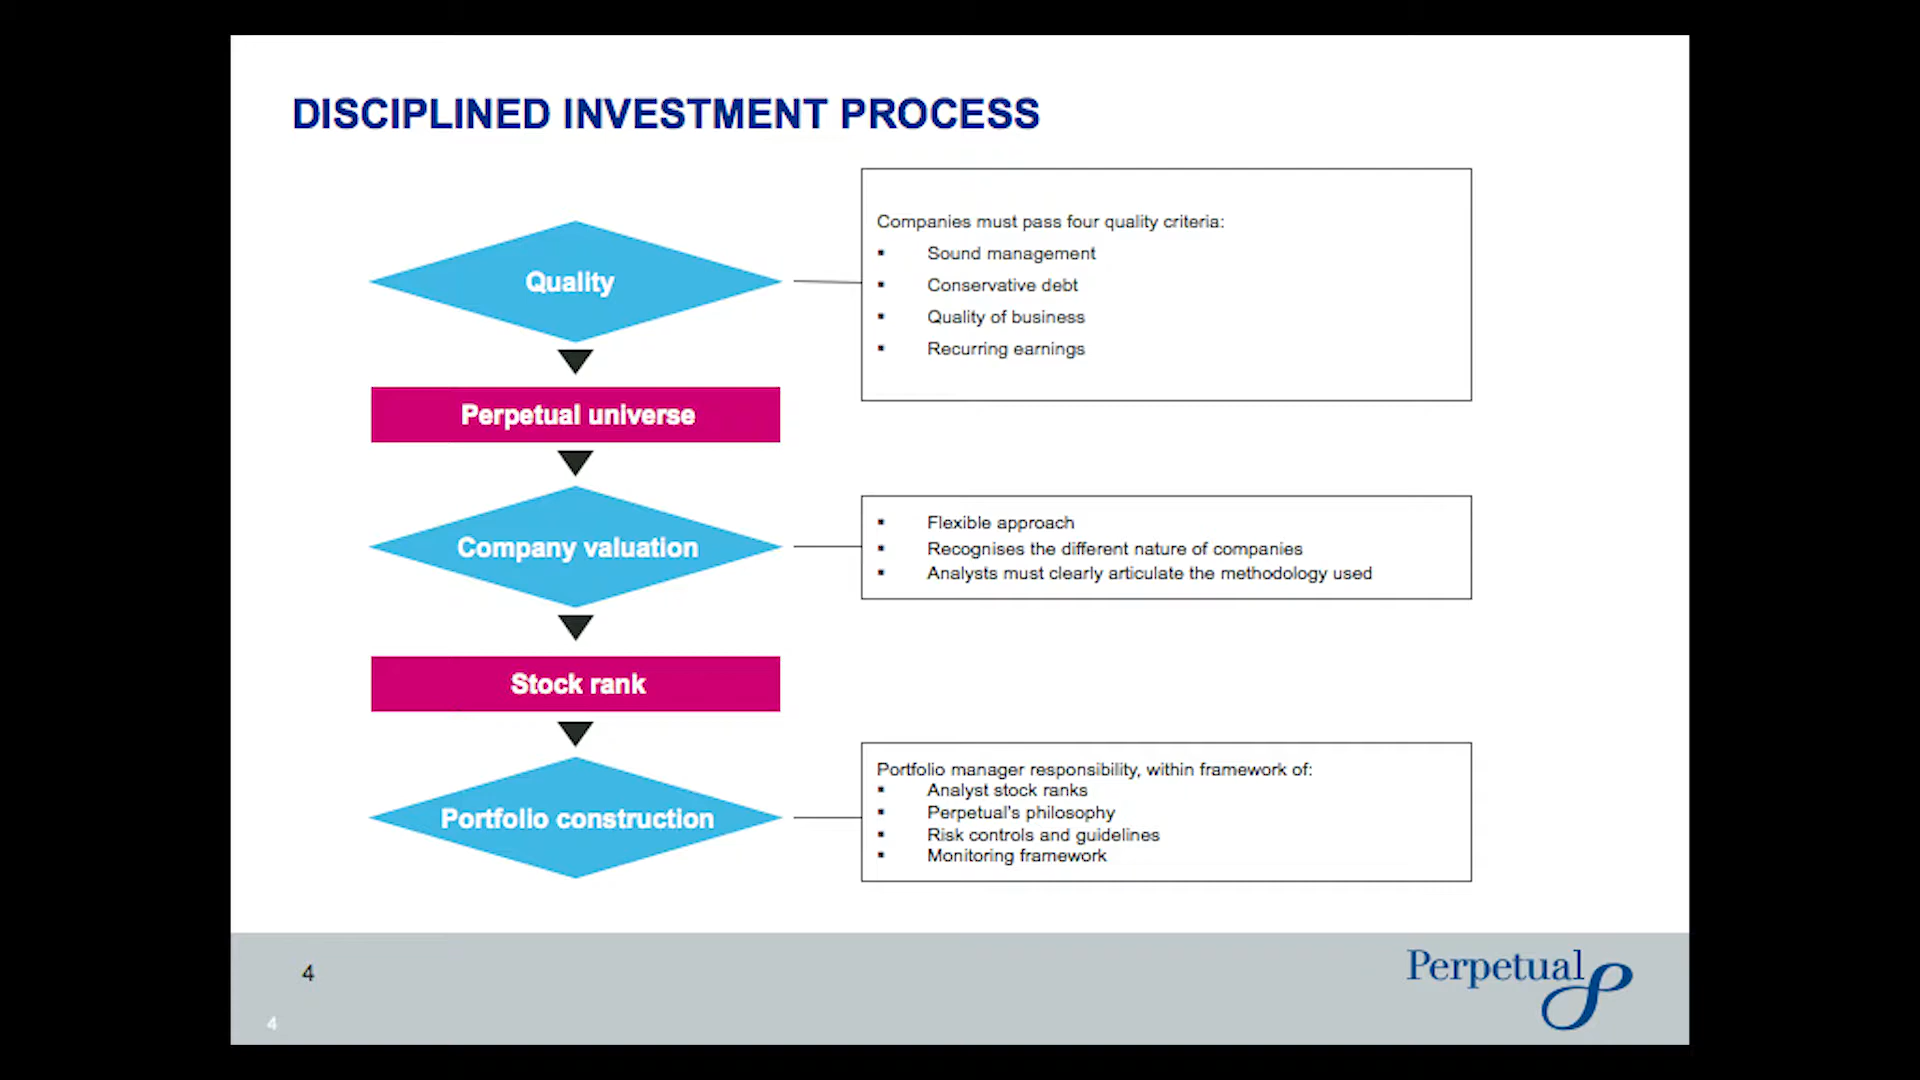 DISCIPLINED INVESTMENT PROCESS
Quality
Companies must pass four quality criteria:
▪ Sound management
▪ Conservative debt
▪ Quality of business
▪ Recurring earnings
Perpetual universe
Company valuation
▪ Flexible approach
▪ Recognises the different nature of companies
▪ Analysts must clearly articulate the methodology used
Stock rank
Portfolio construction
Portfolio manager responsibility, within framework of:
▪ Analyst stock ranks
▪ Perpetual's philosophy
▪ Risk controls and guidelines
▪ Monitoring framework
4
4
Perpetual